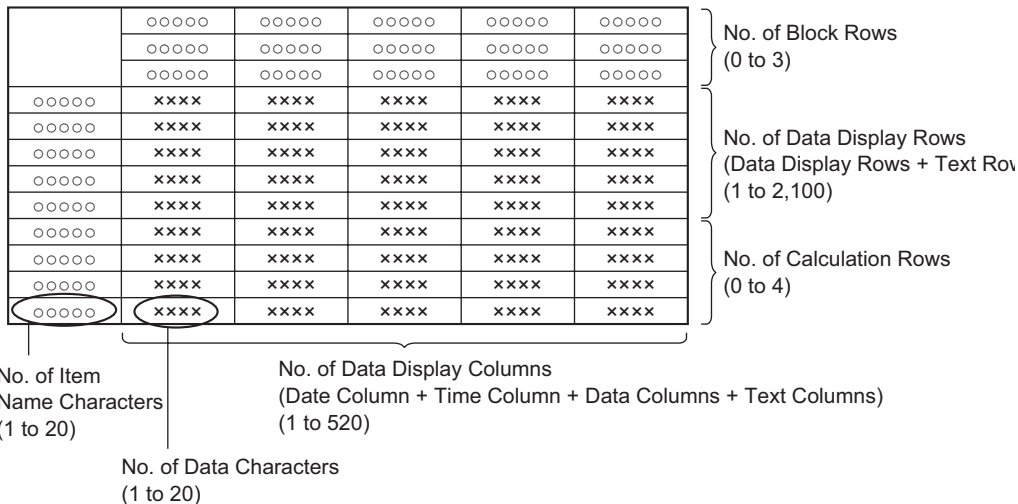 ○○○○○ ○○○○○ ○○○○○ ○○○○○ ○○○○○
○○○○○ ○○○○○ ○○○○○ ○○○○○ ○○○○○
○○○○○ ○○○○○ ○○○○○ ○○○○○ ○○○○○
No. of Block Rows
(0 to 3)
○○○○○ ×××× ×××× ×××× ×××× ××××
○○○○○ ×××× ×××× ×××× ×××× ××××
○○○○○ ×××× ×××× ×××× ×××× ××××
○○○○○ ×××× ×××× ×××× ×××× ××××
○○○○○ ×××× ×××× ×××× ×××× ××××
No. of Data Display Rows
(Data Display Rows + Text
(1 to 2,100)
○○○○○ ×××× ×××× ×××× ×××× ××××
○○○○○ ×××× ×××× ×××× ×××× ××××
○○○○○ ×××× ×××× ×××× ×××× ××××
○○○○○ ×××× ×××× ×××× ×××× ××××
No. of Calculation Rows
(0 to 4)
No. of Item
Name Characters
(1 to 20)
No. of Data Display Columns
(Date Column + Time Column + Data Columns + Text Columns)
(1 to 520)
No. of Data Characters
(1 to 20)